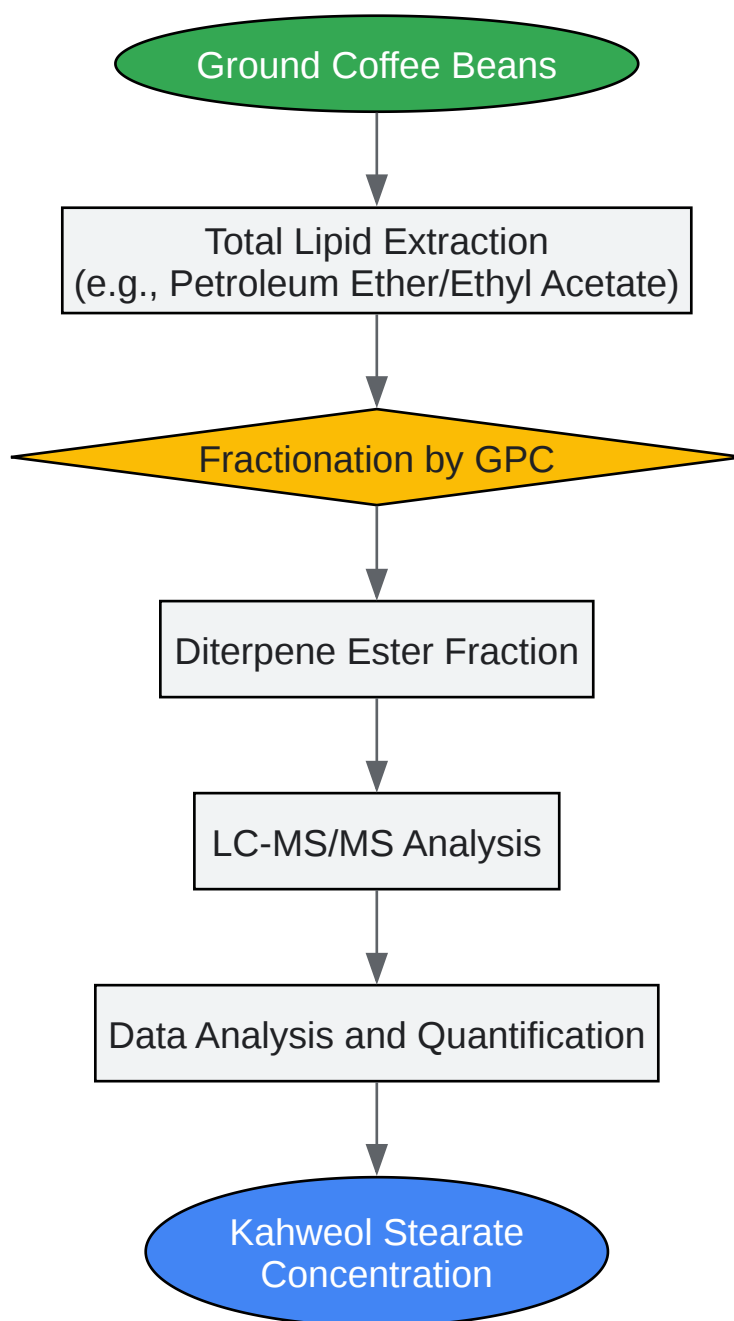 Ground Coffee Beans
Total Lipid Extraction
(e.g., Petroleum Ether/Ethyl Acetate)
Fractionation by GPC
Diterpene Ester Fraction
LC-MS/MS Analysis
Data Analysis and Quantification
Kahweol Stearate
Concentration